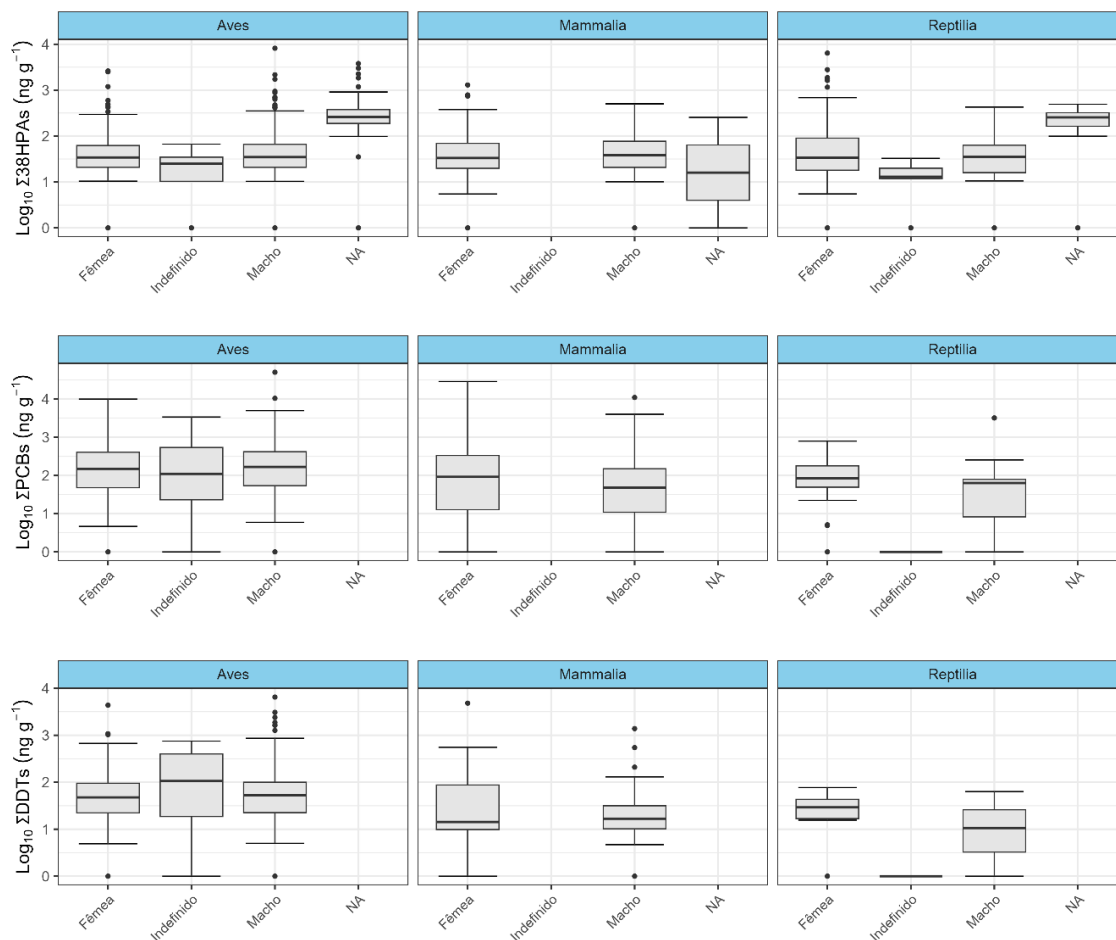 Aves
Mammalia
Reptilia
Log₁₀ Σ38HPAs (ng g⁻¹)
4
3
2
1
0
Fêmea
Indefinido
Macho
NA
Fêmea
Indefinido
Macho
NA
Fêmea
Indefinido
Macho
NA
Aves
Mammalia
Reptilia
Log₁₀ ΣPCBs (ng g⁻¹)
4
3
2
1
0
Fêmea
Indefinido
Macho
NA
Fêmea
Indefinido
Macho
NA
Fêmea
Indefinido
Macho
NA
Aves
Mammalia
Reptilia
Log₁₀ ΣDDTs (ng g⁻¹)
4
3
2
1
0
Fêmea
Indefinido
Macho
NA
Fêmea
Indefinido
Macho
NA
Fêmea
Indefinido
Macho
NA